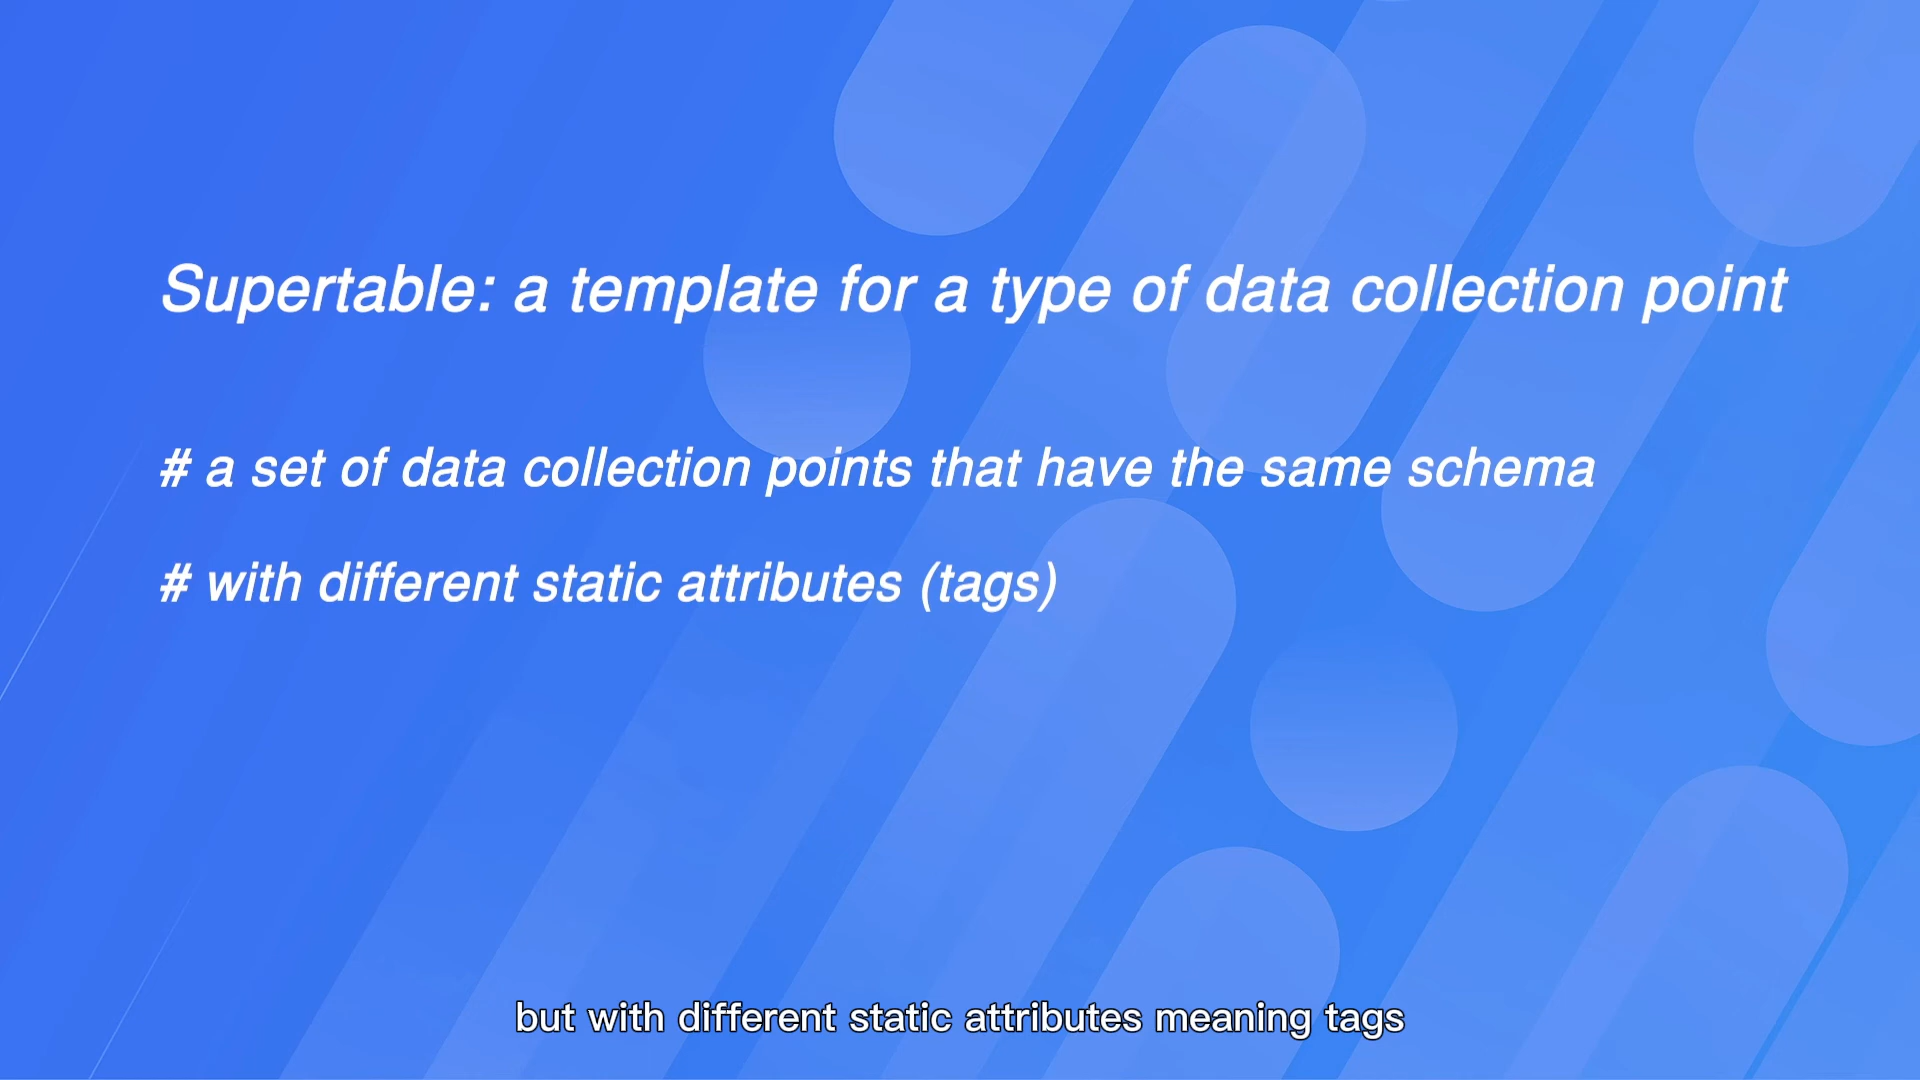 Supertable: a template for a type of data collection point
# a set of data collection points that have the same schema
# with different static attributes (tags)
but with different static attributes meaning tags